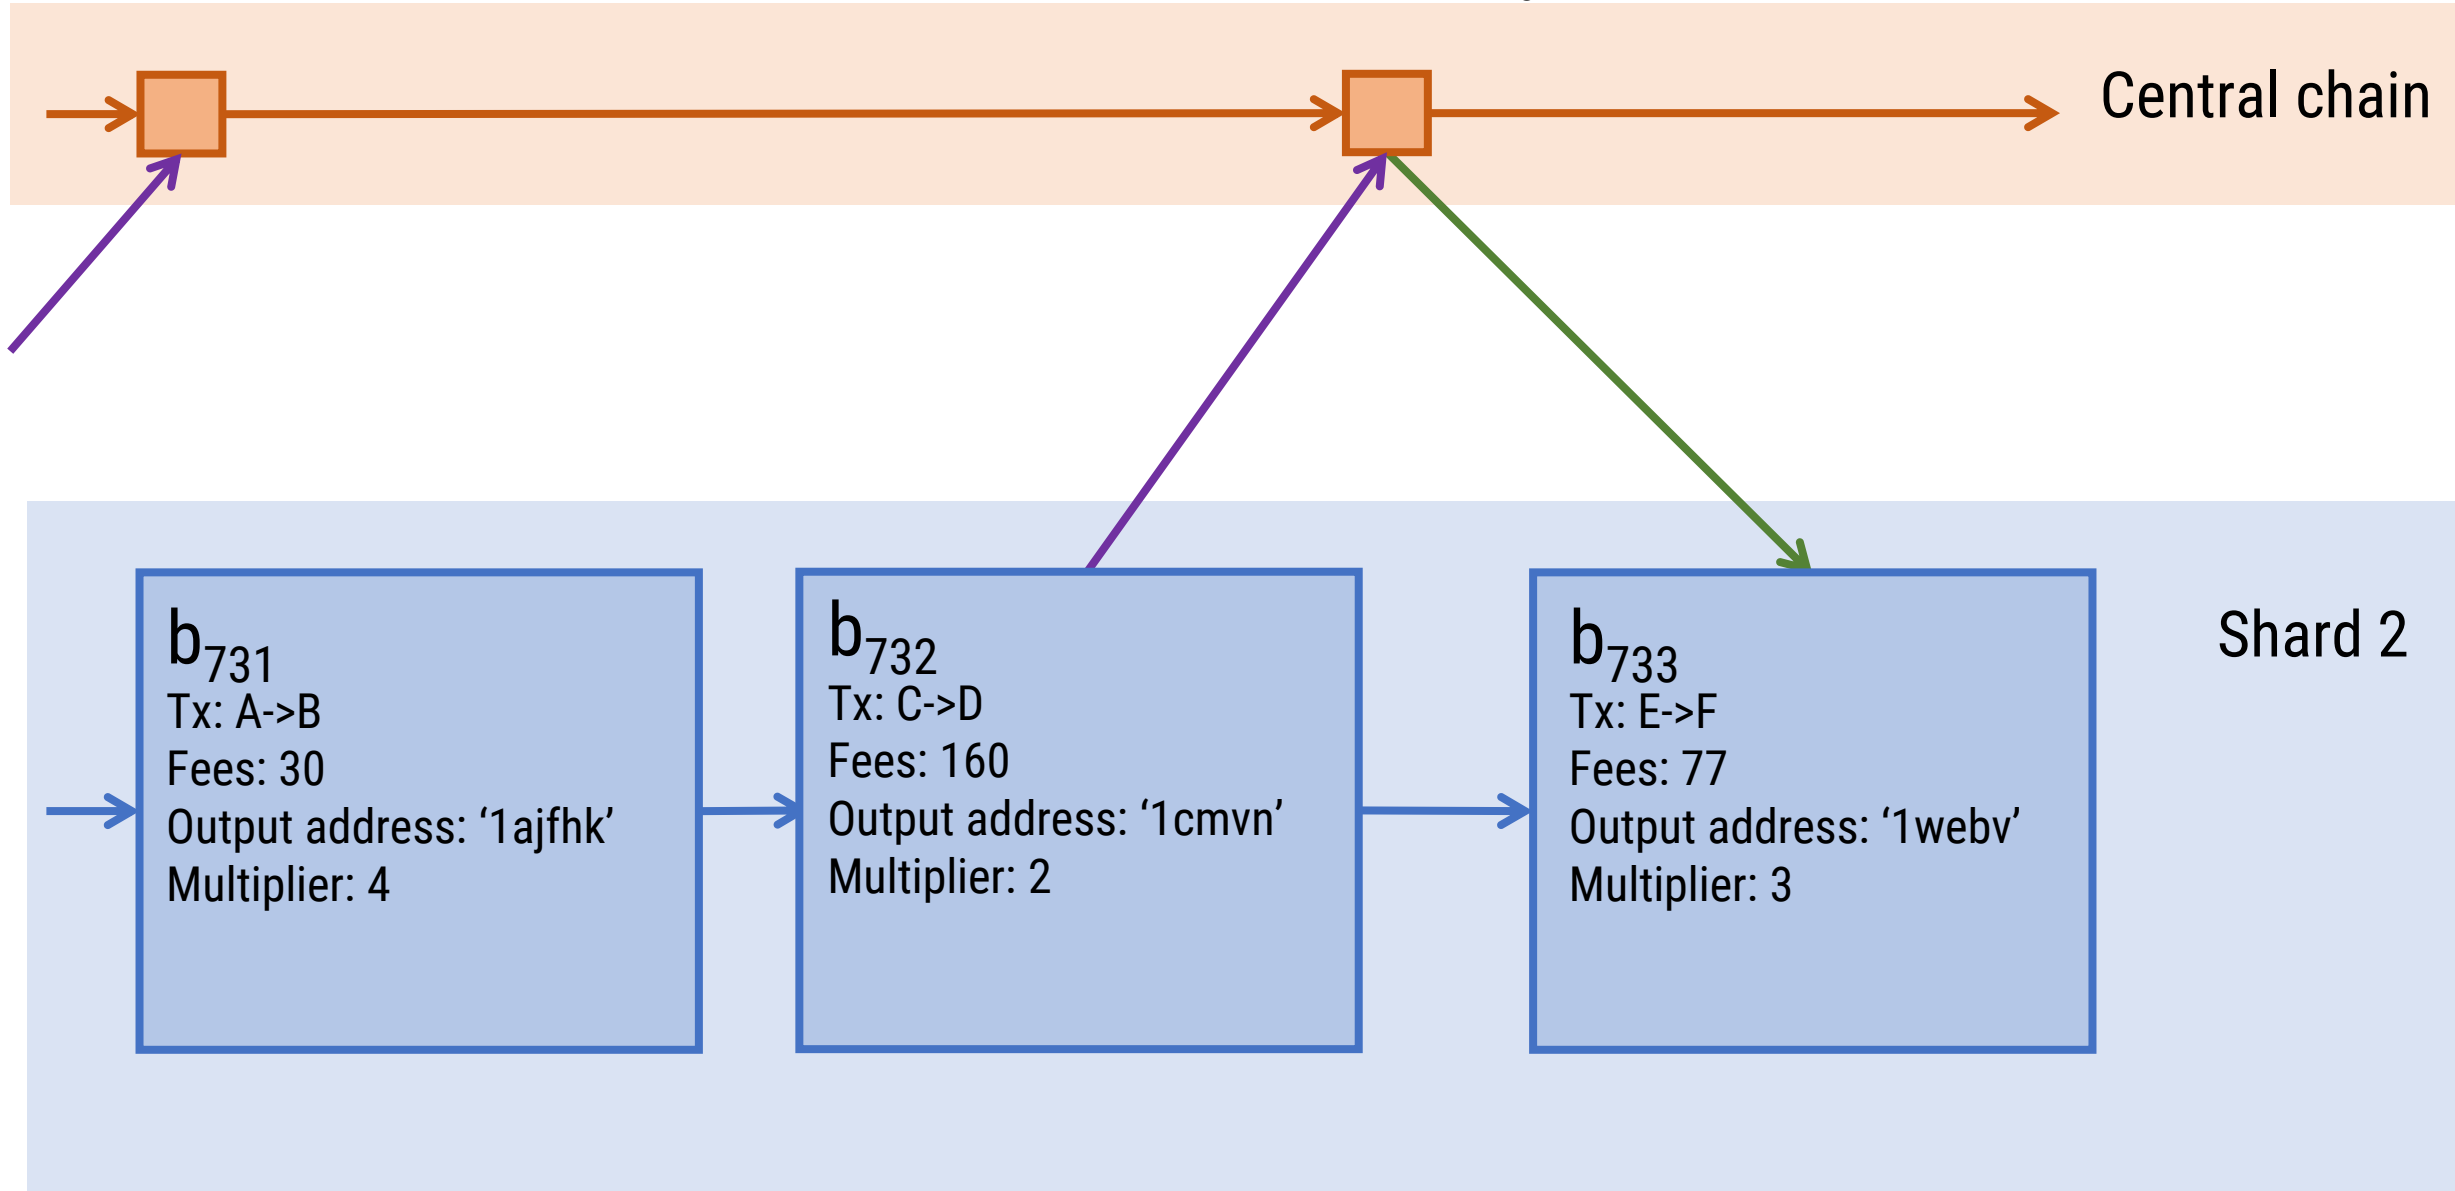 Central chain
b731
Tx: A->B
Fees: 30
Output address: ‘1ajfhk’
Multiplier: 4
b732
Tx: C->D
Fees: 160
Output address: ‘1cmvn’
Multiplier: 2
b733
Tx: E->F
Fees: 77
Output address: ‘1webv’
Multiplier: 3
Shard 2